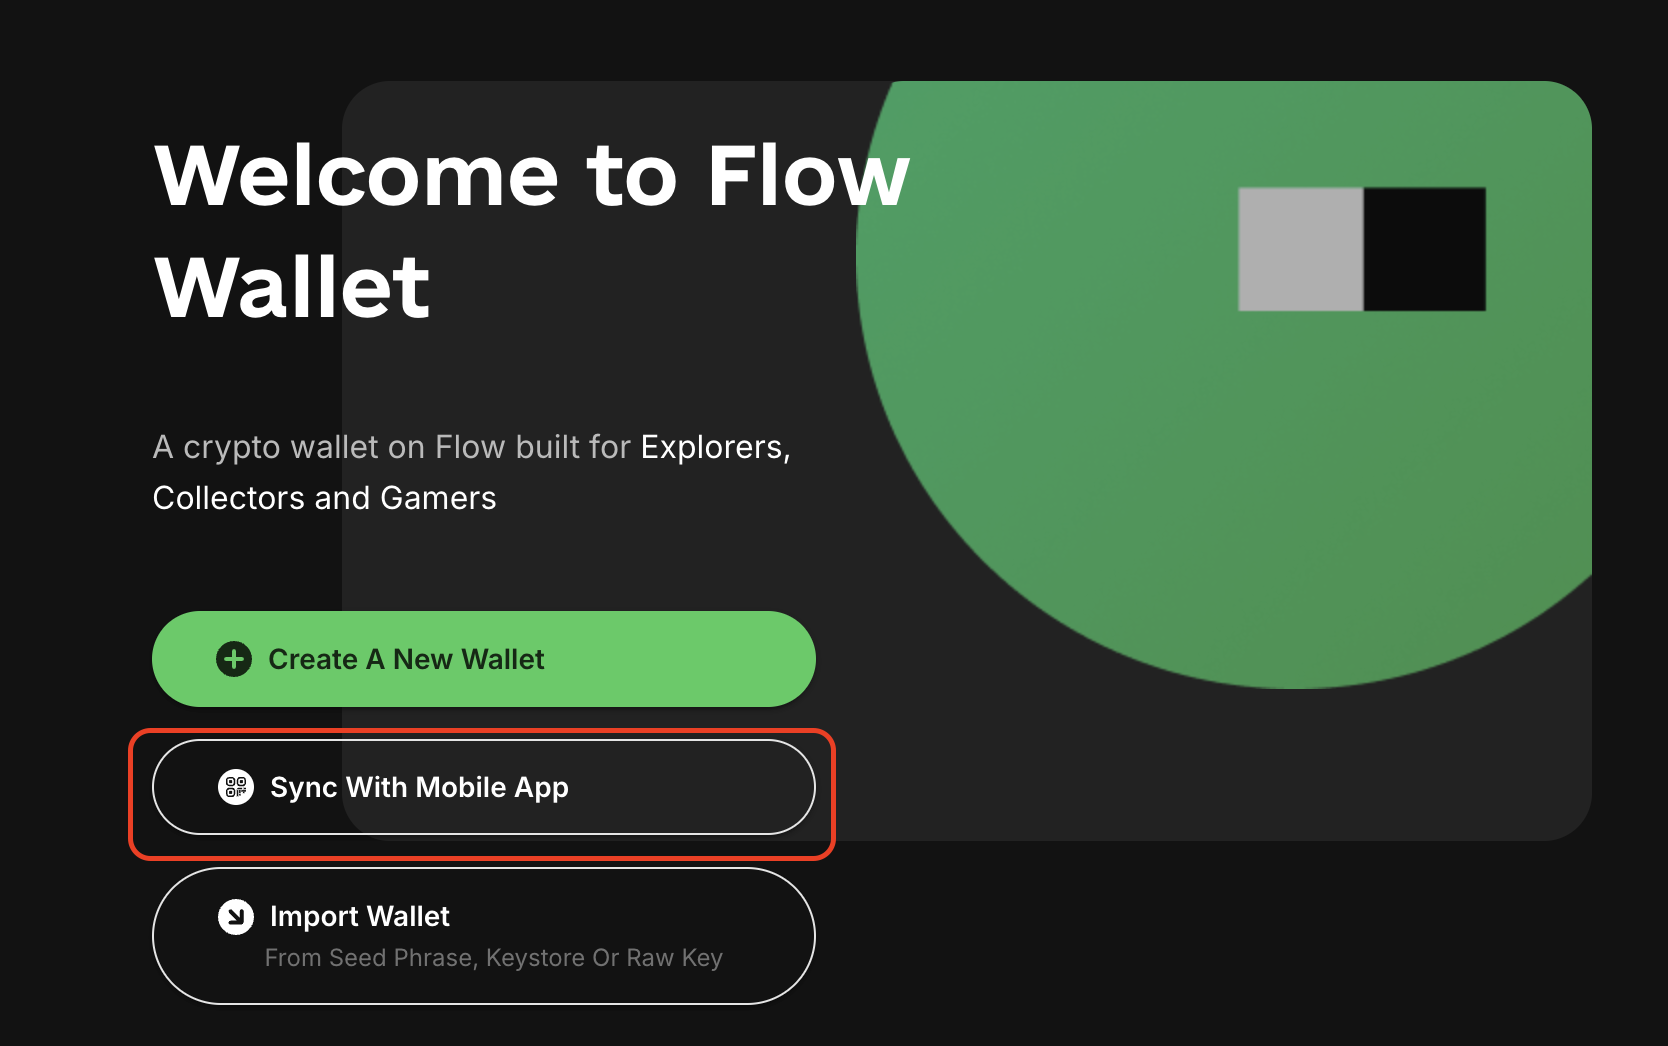 Welcome to Flow
Wallet
A crypto wallet on Flow built for Explorers,
Collectors and Gamers
Create A New Wallet
Sync With Mobile App
Import Wallet
From Seed Phrase, Keystore Or Raw Key